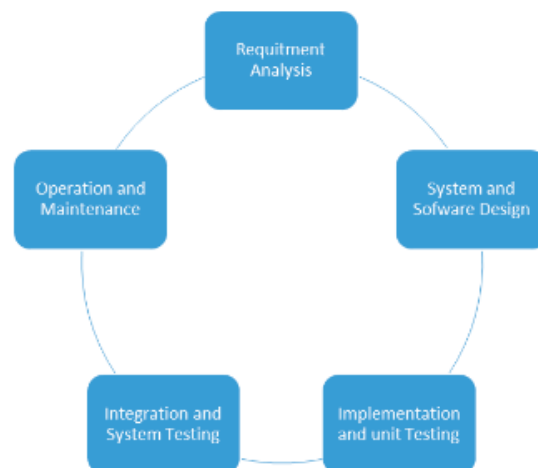 Requitment
Analysis
Operation and
Maintenance
System and
Sofware Design
Integration and
System Testing
Implementation
and unit Testing